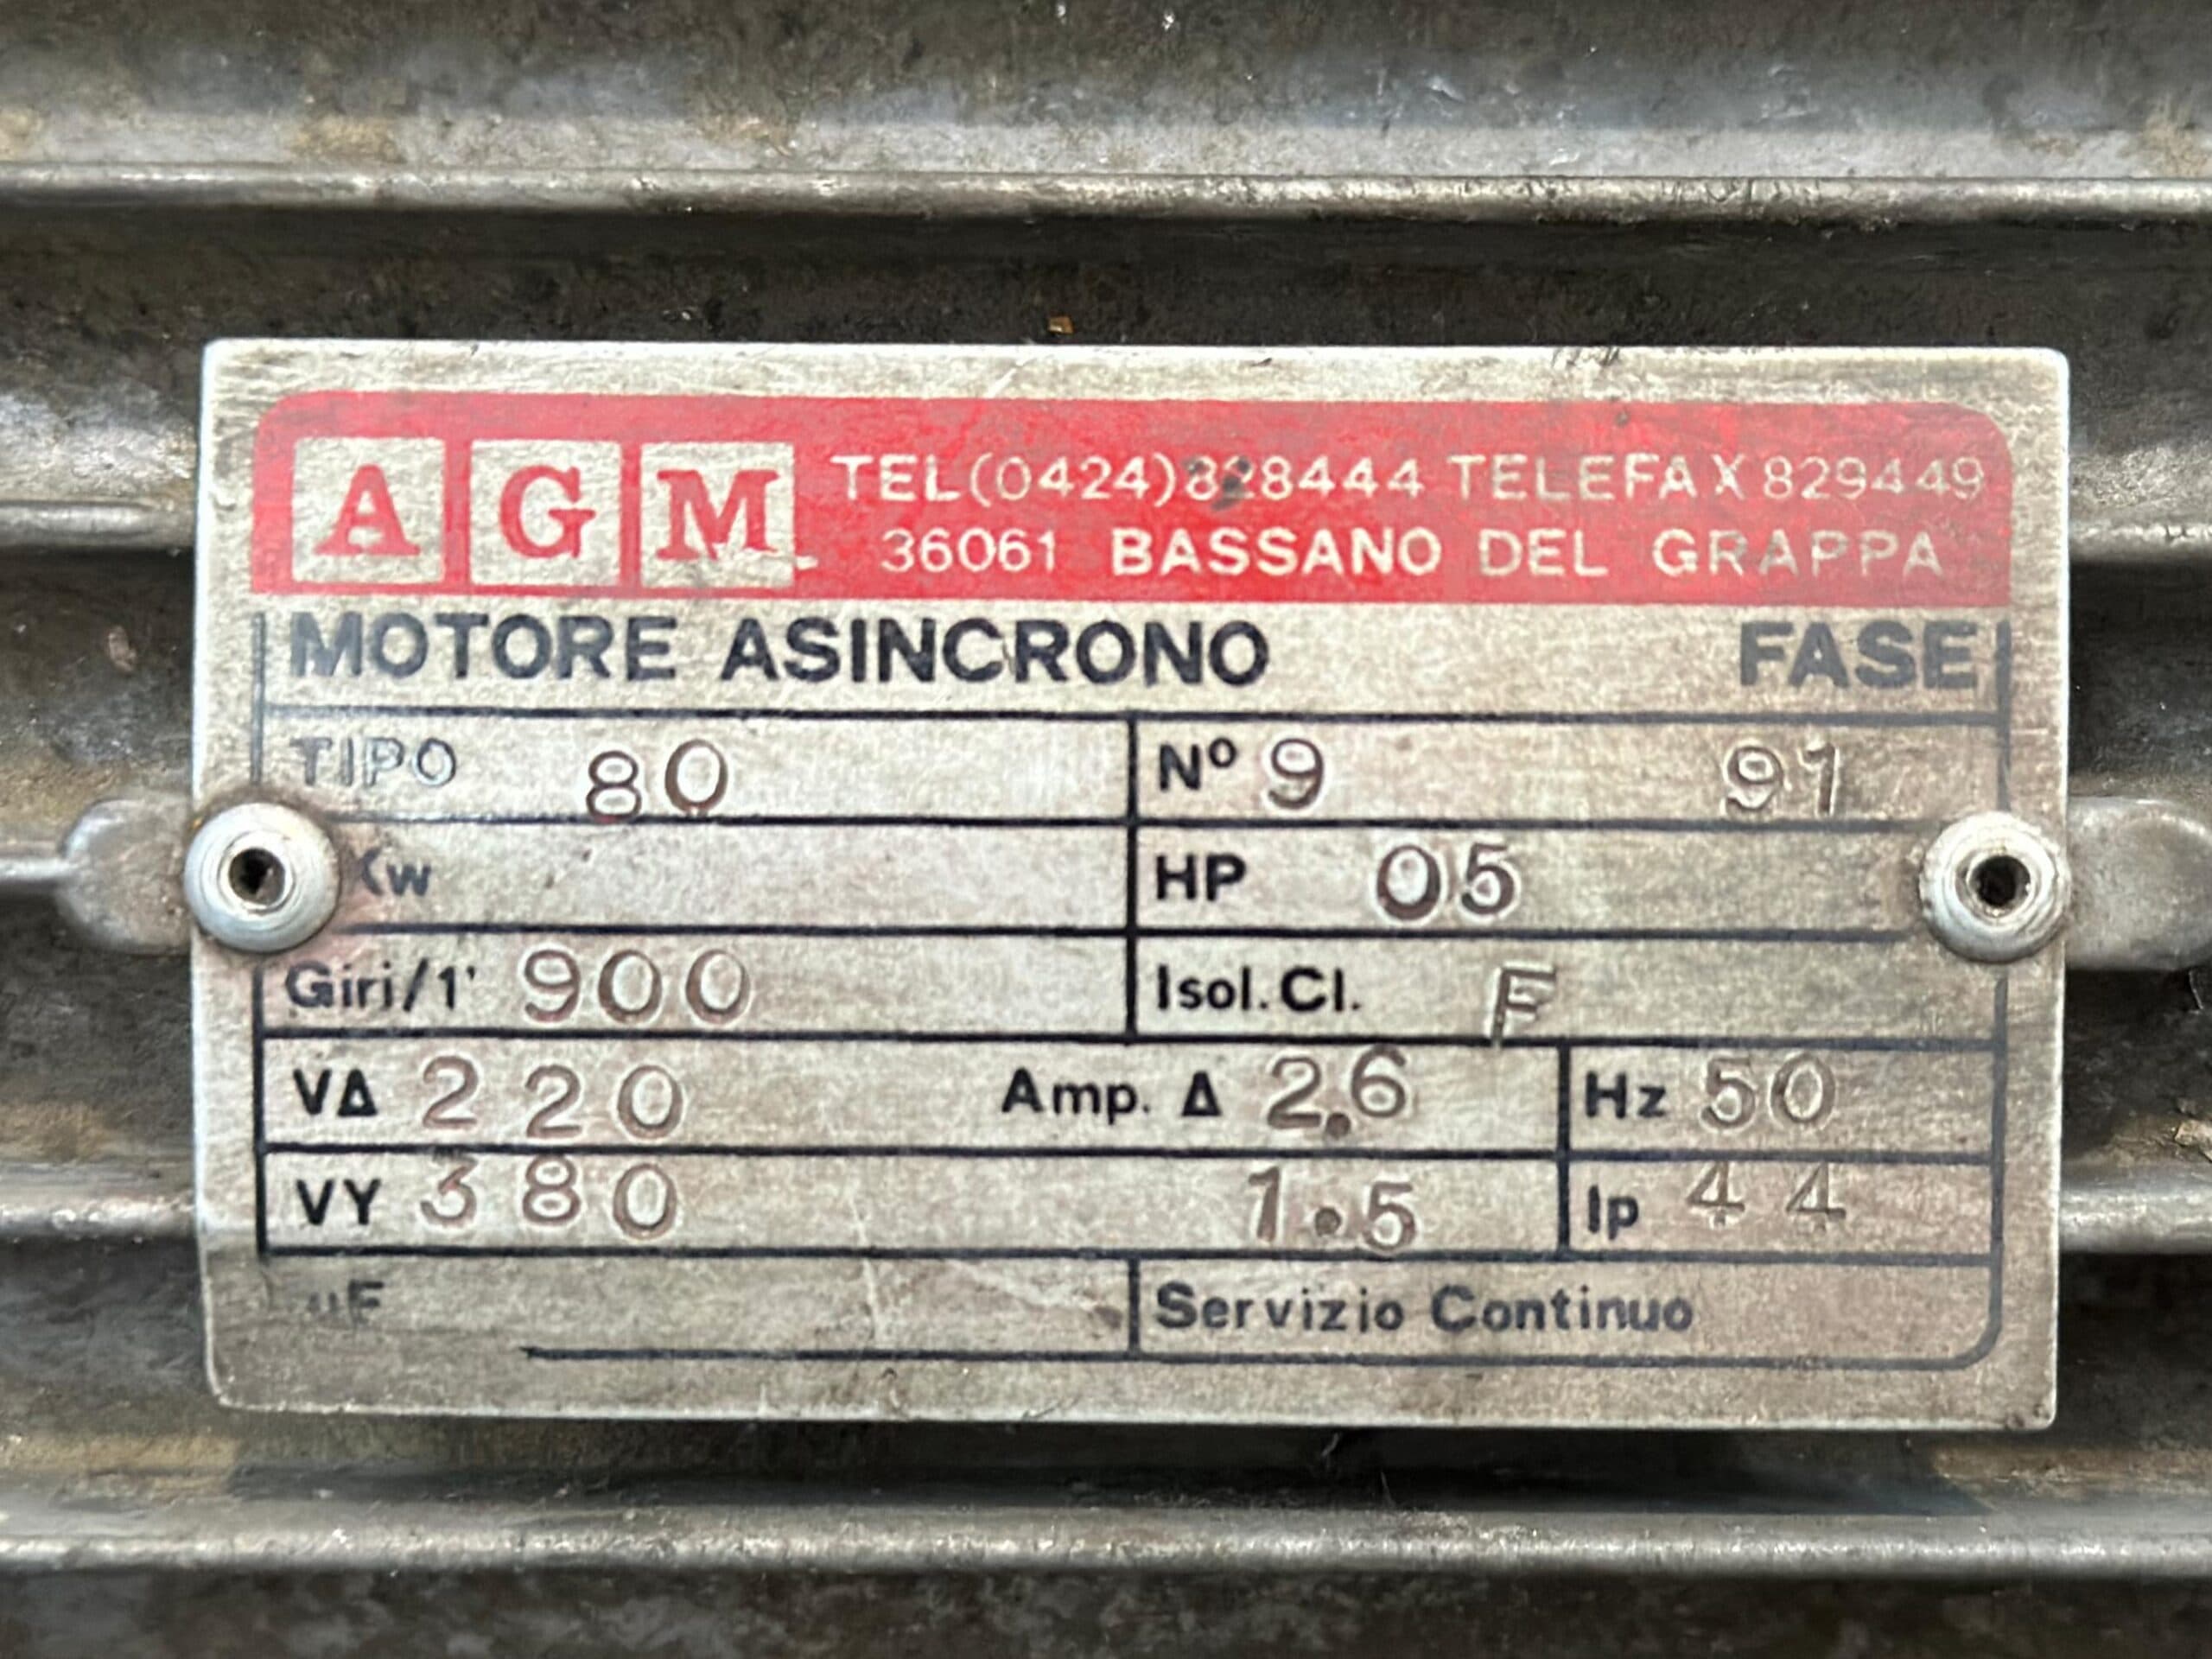 AGM TEL(0424)828444 TELEFAX 829449
36061 BASSANO DEL GRAPPA
MOTORE ASINCRONO FASE
TIPO 80 Nº 9 91
Kw HP 05
Giri/1' 900 Isol.Cl. F
VΔ 220 Amp. Δ 2.6 Hz 50
VY 380 1.5 Ip 44
µF Servizio Continuo